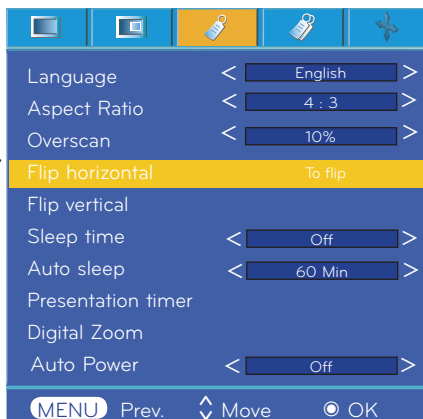 Language < English >
Aspect Ratio < 4 : 3 >
Overscan < 10% >
Flip horizontal To flip
Flip vertical
Sleep time < Off >
Auto sleep < 60 Min >
Presentation timer
Digital Zoom
Auto Power < Off >
MENU Prev. Move OK